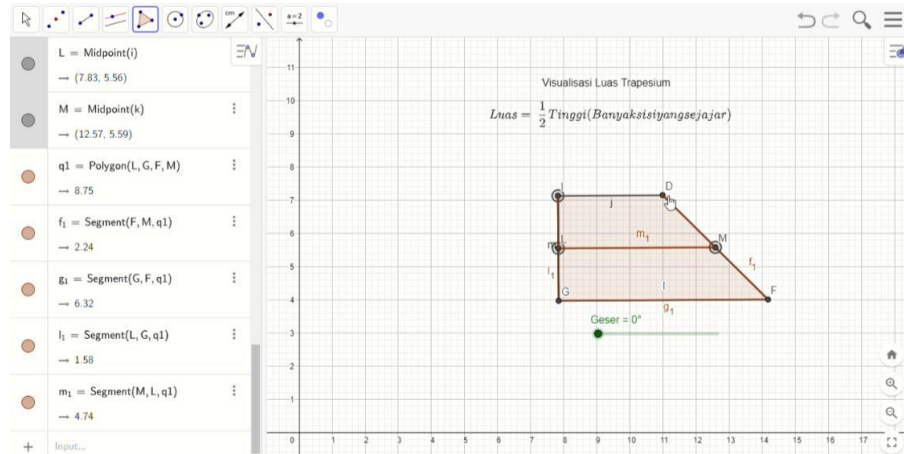 cm
a=2
L = Midpoint(i)
→ (7.83, 5.56)
M = Midpoint(k)
→ (12.57, 5.59)
q1 = Polygon(L, G, F, M)
→ 8.75
f₁ = Segment(F, M, q1)
→ 2.24
g₁ = Segment(G, F, q1)
→ 6.32
l₁ = Segment(L, G, q1)
→ 1.58
m₁ = Segment(M, L, q1)
→ 4.74
+ Input...
Visualisasi Luas Trapesium
Luas = 1/2 Tinggi(Banyaksisiyangsejajar)
11
10
9
8
7
6
5
4
3
2
1
D
j
m₁
L
M
l₁
f₁
G
l
F
g₁
Geser = 0°
0 1 2 3 4 5 6 7 8 9 10 11 12 13 14 15 16 17